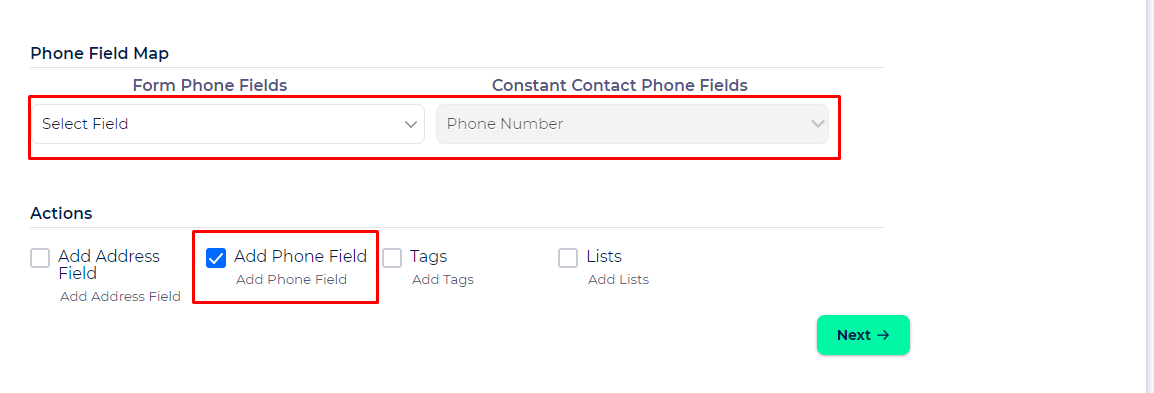 Phone Field Map
Form Phone Fields Constant Contact Phone Fields
Select Field Phone Number
Actions
Add Address Field
Add Address Field
Add Phone Field
Add Phone Field
Tags
Add Tags
Lists
Add Lists
Next →